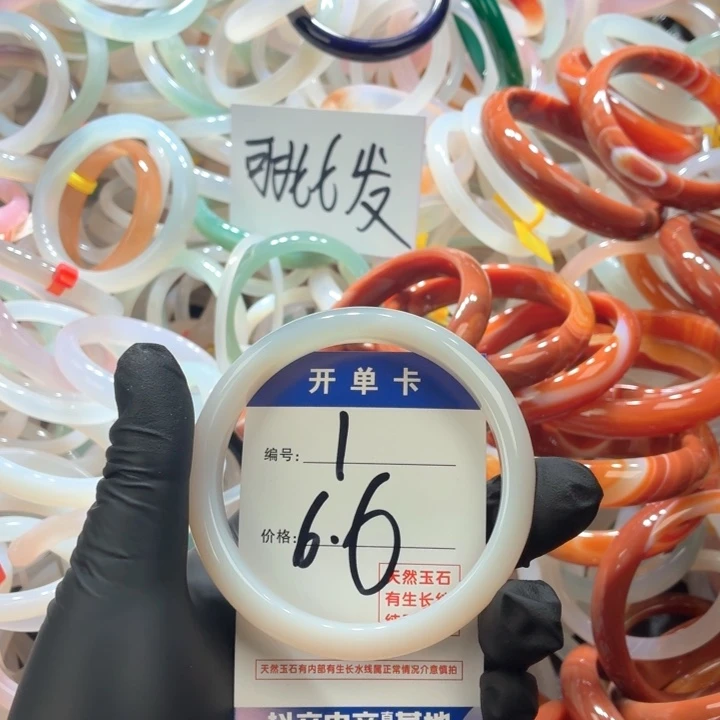 可批发
开单卡
编号: 1
价格: 6.6
天然玉石
有生长纹
天然玉石有内部有生长水线属正常情况介意慎拍